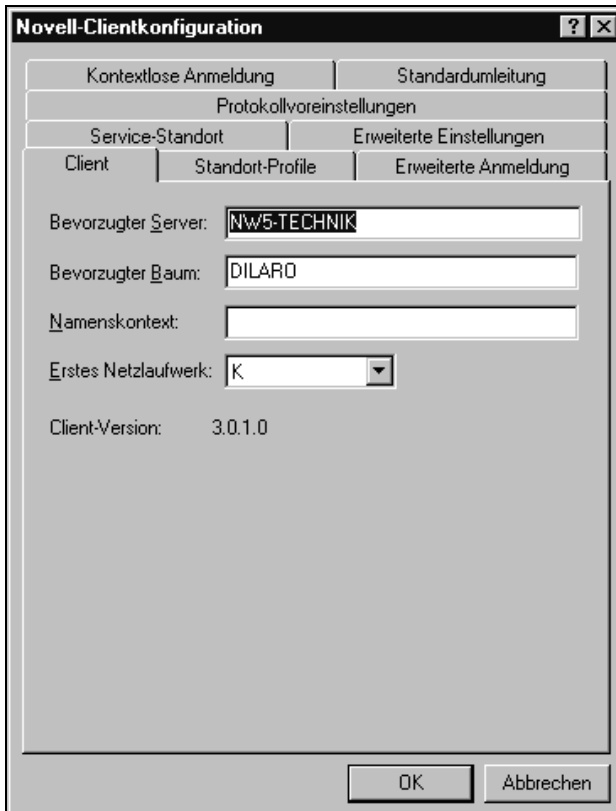 Novell-Clientkonfiguration
Kontextlose Anmeldung Standardumleitung
Protokollvoreinstellungen
Service-Standort Erweiterte Einstellungen
Client Standort-Profile Erweiterte Anmeldung
Bevorzugter Server: NW5-TECHNIK
Bevorzugter Baum: DILARO
Namenskontext:
Erstes Netzlaufwerk: K
Client-Version: 3.0.1.0
OK Abbrechen